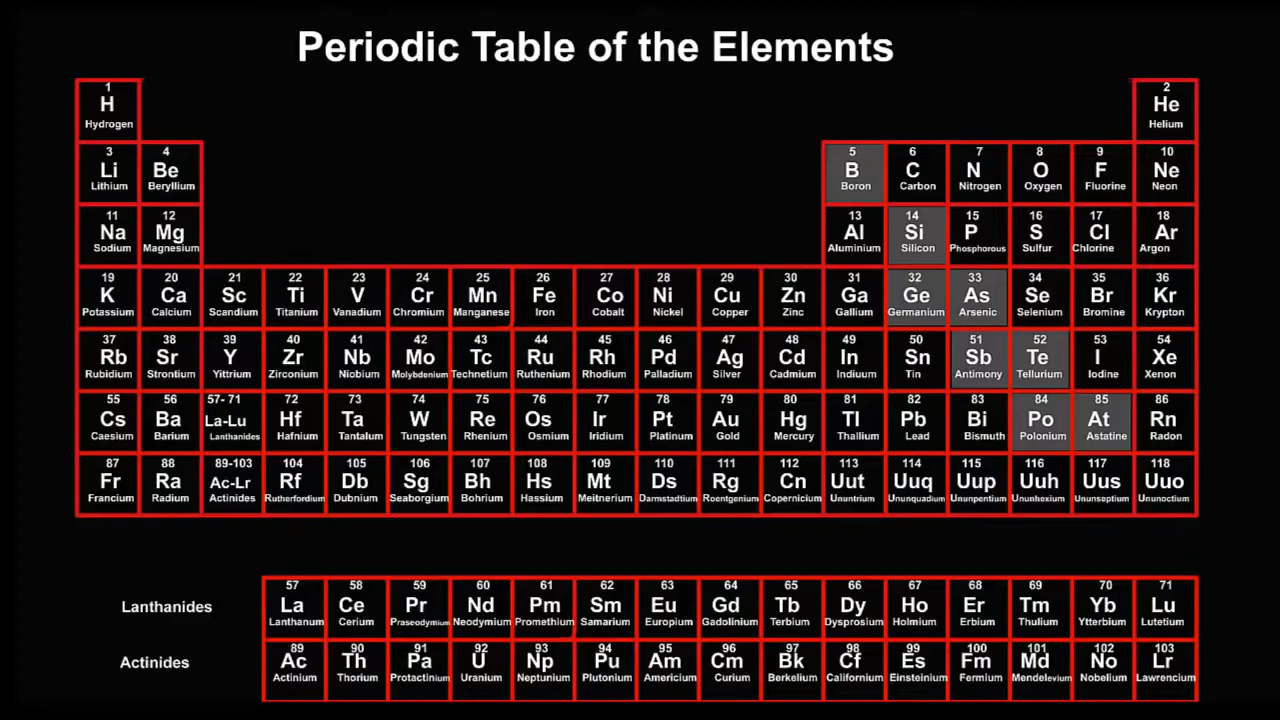 Periodic Table of the Elements
1 2
H He
Hydrogen Helium
3 4 5 6 7 8 9 10
Li Be B C N O F Ne
Lithium Beryllium Boron Carbon Nitrogen Oxygen Fluorine Neon
11 12 13 14 15 16 17 18
Na Mg Al Si P S Cl Ar
Sodium Magnesium Aluminium Silicon Phosphorous Sulfur Chlorine Argon
19 20 21 22 23 24 25 26 27 28 29 30 31 32 33 34 35 36
K Ca Sc Ti V Cr Mn Fe Co Ni Cu Zn Ga Ge As Se Br Kr
Potassium Calcium Scandium Titanium Vanadium Chromium Manganese Iron Cobalt Nickel Copper Zinc Gallium Germanium Arsenic Selenium Bromine Krypton
37 38 39 40 41 42 43 44 45 46 47 48 49 50 51 52 53 54
Rb Sr Y Zr Nb Mo Tc Ru Rh Pd Ag Cd In Sn Sb Te I Xe
Rubidium Strontium Yittrium Zirconium Niobium Molybdenium Technetium Ruthenium Rhodium Palladium Silver Cadmium Indiuum Tin Antimony Tellurium Iodine Xenon
55 56 57-71 72 73 74 75 76 77 78 79 80 81 82 83 84 85 86
Cs Ba La-Lu Hf Ta W Re Os Ir Pt Au Hg Tl Pb Bi Po At Rn
Caesium Barium Lanthanides Hafnium Tantalum Tungsten Rhenium Osmium Iridium Platinum Gold Mercury Thallium Lead Bismuth Polonium Astatine Radon
87 88 89-103 104 105 106 107 108 109 110 111 112 113 114 115 116 117 118
Fr Ra Ac-Lr Rf Db Sg Bh Hs Mt Ds Rg Cn Uut Uuq Uup Uuh Uus Uuo
Francium Radium Actinides Rutherfordium Dubnium Seaborgium Bohrium Hassium Meitnerium Darmstadtium Roentgenium Copernicium Ununtrium Ununquadium Ununpentium Ununhexium Ununseptium Ununoctium
57 58 59 60 61 62 63 64 65 66 67 68 69 70 71
Lanthanides La Ce Pr Nd Pm Sm Eu Gd Tb Dy Ho Er Tm Yb Lu
Lanthanum Cerium Praseodymium Neodymium Promethium Samarium Europium Gadolinium Terbium Dysprosium Holmium Erbium Thulium Ytterbium Lutetium
89 90 91 92 93 94 95 96 97 98 99 100 101 102 103
Actinides Ac Th Pa U Np Pu Am Cm Bk Cf Es Fm Md No Lr
Actinium Thorium Protactinium Uranium Neptunium Plutonium Americium Curium Berkelium Californium Einsteinium Fermium Mendelevium Nobelium Lawrencium